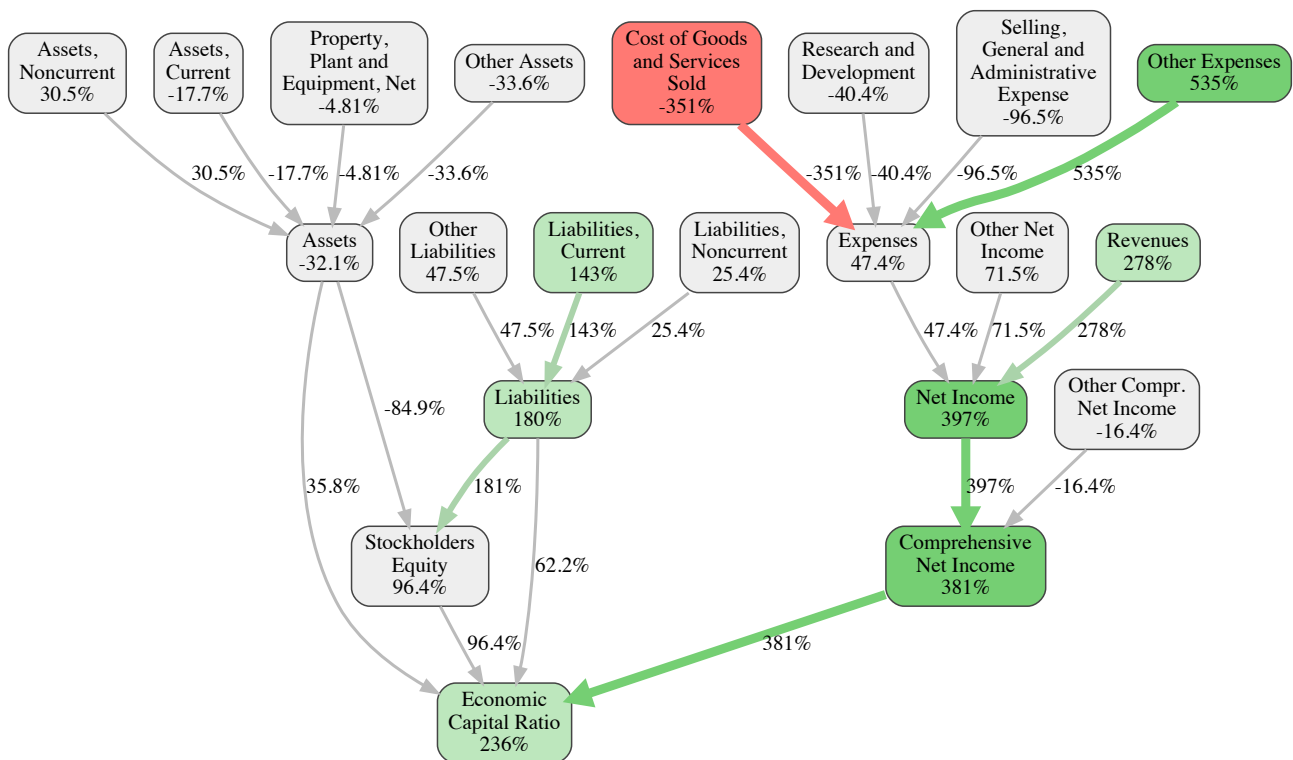 Assets,
Noncurrent
30.5%
Assets,
Current
-17.7%
Property,
Plant and
Equipment, Net
-4.81%
Other Assets
-33.6%
Cost of Goods
and Services
Sold
-351%
Research and
Development
-40.4%
Selling,
General and
Administrative
Expense
-96.5%
Other Expenses
535%
30.5%
-17.7%
-4.81%
-33.6%
-351%
-40.4%
-96.5%
535%
Assets
-32.1%
Other
Liabilities
47.5%
Liabilities,
Current
143%
Liabilities,
Noncurrent
25.4%
Expenses
47.4%
Other Net
Income
71.5%
Revenues
278%
47.5%
143%
25.4%
47.4%
71.5%
278%
-84.9%
Liabilities
180%
Net Income
397%
Other Compr.
Net Income
-16.4%
35.8%
181%
397%
-16.4%
Stockholders
Equity
96.4%
62.2%
Comprehensive
Net Income
381%
96.4%
381%
Economic
Capital Ratio
236%